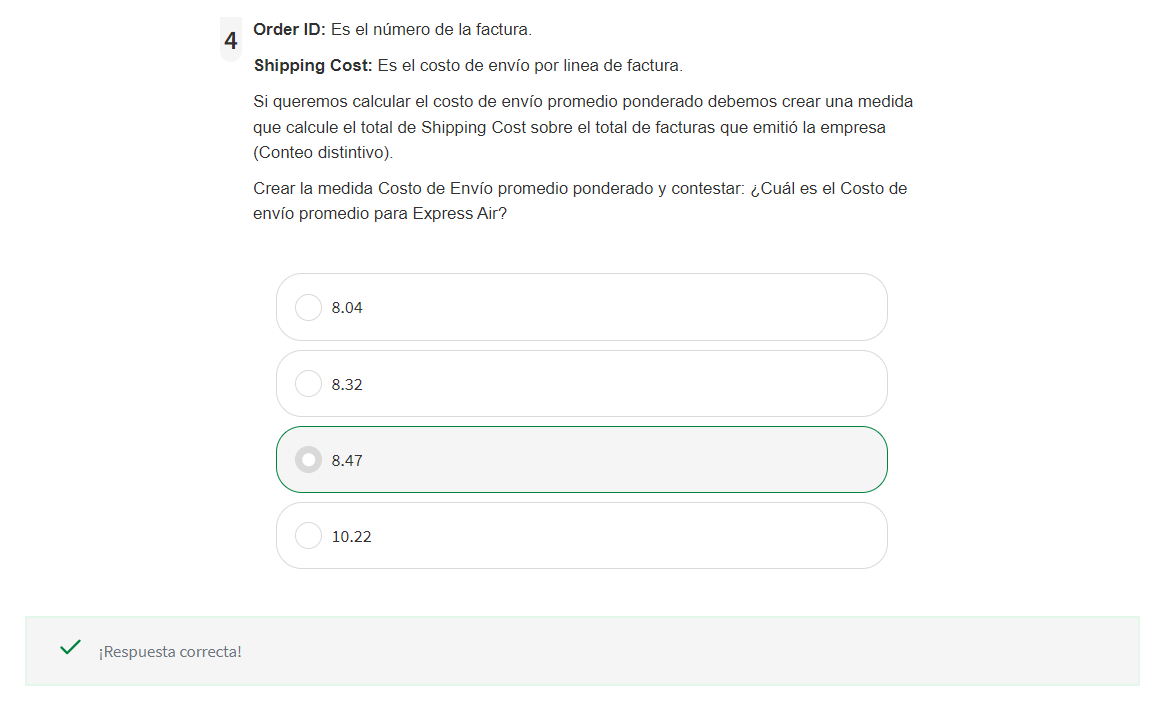 4
Order ID: Es el número de la factura.
Shipping Cost: Es el costo de envío por linea de factura.
Si queremos calcular el costo de envío promedio ponderado debemos crear una medida
que calcule el total de Shipping Cost sobre el total de facturas que emitió la empresa
(Conteo distintivo).
Crear la medida Costo de Envío promedio ponderado y contestar: ¿Cuál es el Costo de
envío promedio para Express Air?
8.04
8.32
8.47
10.22
¡Respuesta correcta!